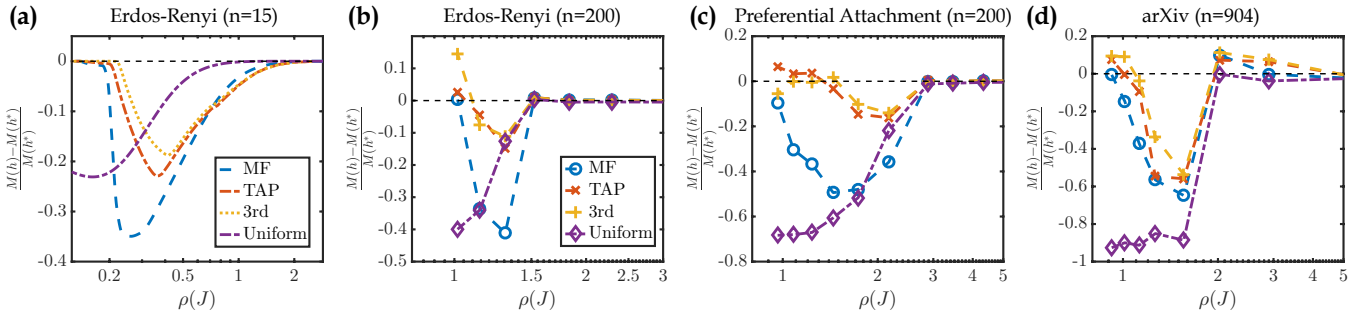 (a)
Erdos-Renyi (n=15)
0
-0.1
-0.2
-0.3
-0.4
0.2
0.5
1
2
ρ(J)
M(h)−M(h*)
M(h*)
MF
TAP
3rd
Uniform
(b)
Erdos-Renyi (n=200)
0.2
0.1
0
-0.1
-0.2
-0.3
-0.4
-0.5
1
1.5
2
2.5
3
ρ(J)
M(h)−M(h*)
M(h*)
MF
TAP
3rd
Uniform
(c)
Preferential Attachment (n=200)
0.2
0
-0.2
-0.4
-0.6
-0.8
1
2
3
4
5
ρ(J)
M(h)−M(h*)
M(h*)
(d)
arXiv (n=904)
0.2
0
-0.2
-0.4
-0.6
-0.8
-1
1
2
3
4
5
ρ(J)
M(h)−M(h*)
M(h*)